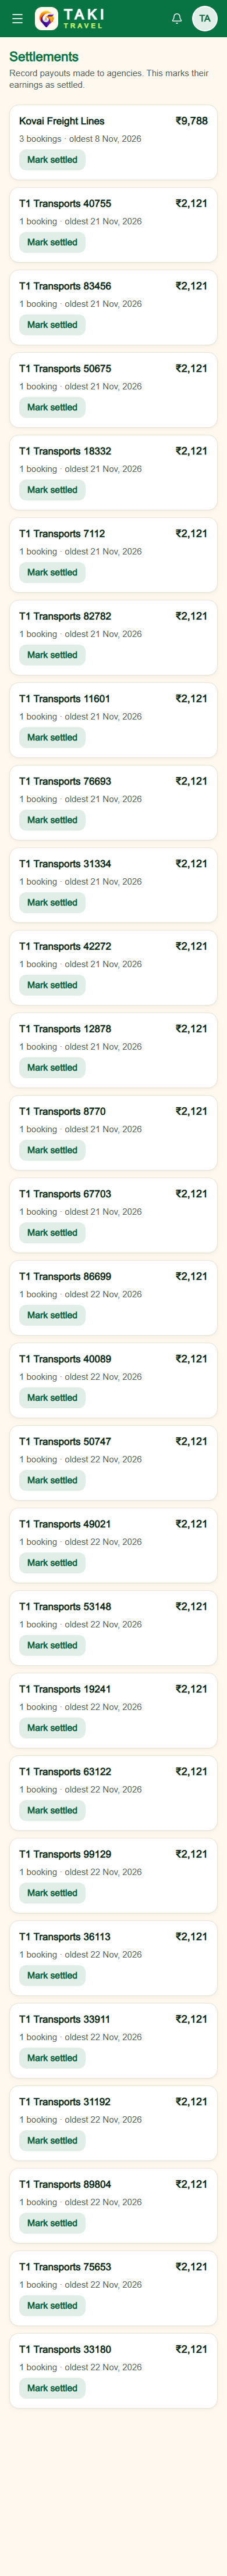 TAKI
TRAVEL
TA
Settlements
Record payouts made to agencies. This marks their
earnings as settled.
Kovai Freight Lines ₹9,788
3 bookings · oldest 8 Nov, 2026
Mark settled
T1 Transports 40755 ₹2,121
1 booking · oldest 21 Nov, 2026
Mark settled
T1 Transports 83456 ₹2,121
1 booking · oldest 21 Nov, 2026
Mark settled
T1 Transports 50675 ₹2,121
1 booking · oldest 21 Nov, 2026
Mark settled
T1 Transports 18332 ₹2,121
1 booking · oldest 21 Nov, 2026
Mark settled
T1 Transports 7112 ₹2,121
1 booking · oldest 21 Nov, 2026
Mark settled
T1 Transports 82782 ₹2,121
1 booking · oldest 21 Nov, 2026
Mark settled
T1 Transports 11601 ₹2,121
1 booking · oldest 21 Nov, 2026
Mark settled
T1 Transports 76693 ₹2,121
1 booking · oldest 21 Nov, 2026
Mark settled
T1 Transports 31334 ₹2,121
1 booking · oldest 21 Nov, 2026
Mark settled
T1 Transports 42272 ₹2,121
1 booking · oldest 21 Nov, 2026
Mark settled
T1 Transports 12878 ₹2,121
1 booking · oldest 21 Nov, 2026
Mark settled
T1 Transports 8770 ₹2,121
1 booking · oldest 21 Nov, 2026
Mark settled
T1 Transports 67703 ₹2,121
1 booking · oldest 21 Nov, 2026
Mark settled
T1 Transports 86699 ₹2,121
1 booking · oldest 22 Nov, 2026
Mark settled
T1 Transports 40089 ₹2,121
1 booking · oldest 22 Nov, 2026
Mark settled
T1 Transports 50747 ₹2,121
1 booking · oldest 22 Nov, 2026
Mark settled
T1 Transports 49021 ₹2,121
1 booking · oldest 22 Nov, 2026
Mark settled
T1 Transports 53148 ₹2,121
1 booking · oldest 22 Nov, 2026
Mark settled
T1 Transports 19241 ₹2,121
1 booking · oldest 22 Nov, 2026
Mark settled
T1 Transports 63122 ₹2,121
1 booking · oldest 22 Nov, 2026
Mark settled
T1 Transports 99129 ₹2,121
1 booking · oldest 22 Nov, 2026
Mark settled
T1 Transports 36113 ₹2,121
1 booking · oldest 22 Nov, 2026
Mark settled
T1 Transports 33911 ₹2,121
1 booking · oldest 22 Nov, 2026
Mark settled
T1 Transports 31192 ₹2,121
1 booking · oldest 22 Nov, 2026
Mark settled
T1 Transports 89804 ₹2,121
1 booking · oldest 22 Nov, 2026
Mark settled
T1 Transports 75653 ₹2,121
1 booking · oldest 22 Nov, 2026
Mark settled
T1 Transports 33180 ₹2,121
1 booking · oldest 22 Nov, 2026
Mark settled